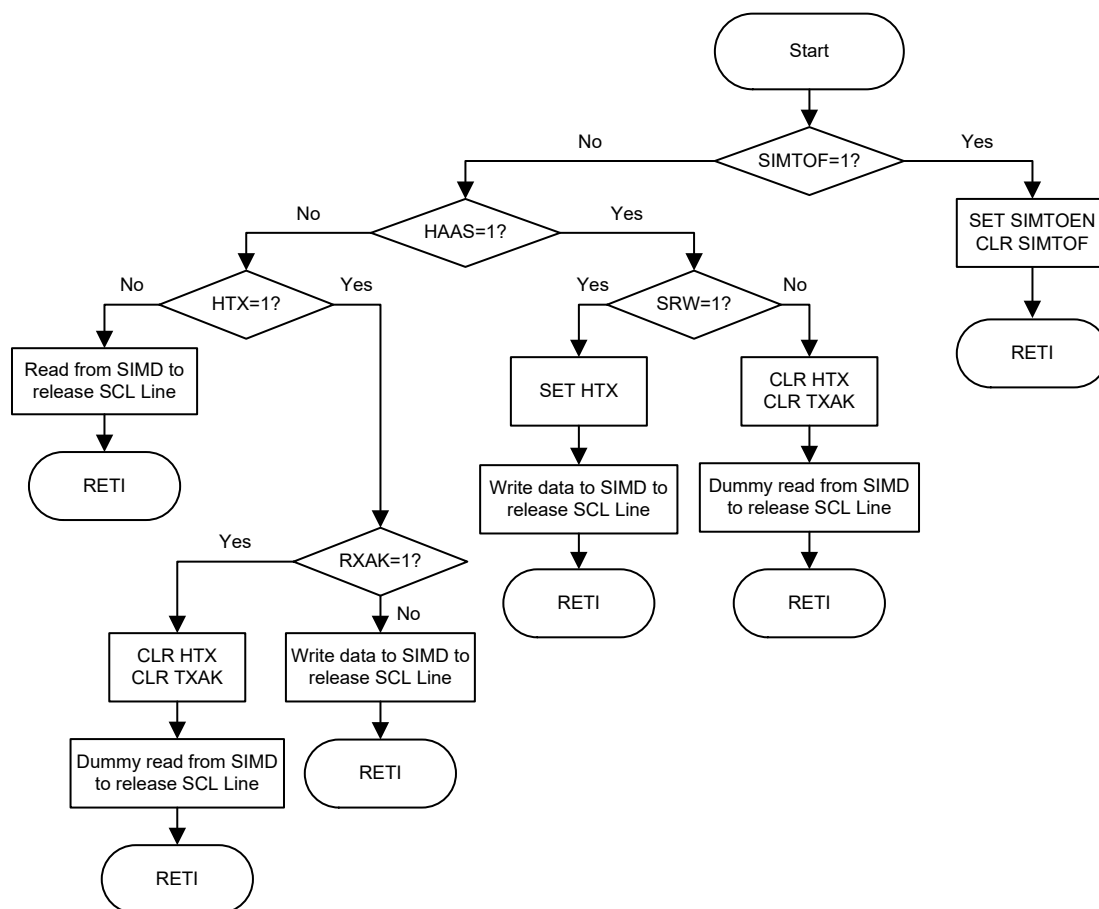 Start
No
Yes
SIMTOF=1?
No
Yes
HAAS=1?
SET SIMTOEN
CLR SIMTOF
No
Yes
HTX=1?
Yes
No
SRW=1?
RETI
Read from SIMD to
release SCL Line
SET HTX
CLR HTX
CLR TXAK
RETI
Write data to SIMD to
release SCL Line
Dummy read from SIMD
to release SCL Line
Yes
RXAK=1?
RETI
RETI
No
CLR HTX
CLR TXAK
Write data to SIMD to
release SCL Line
Dummy read from SIMD
to release SCL Line
RETI
RETI